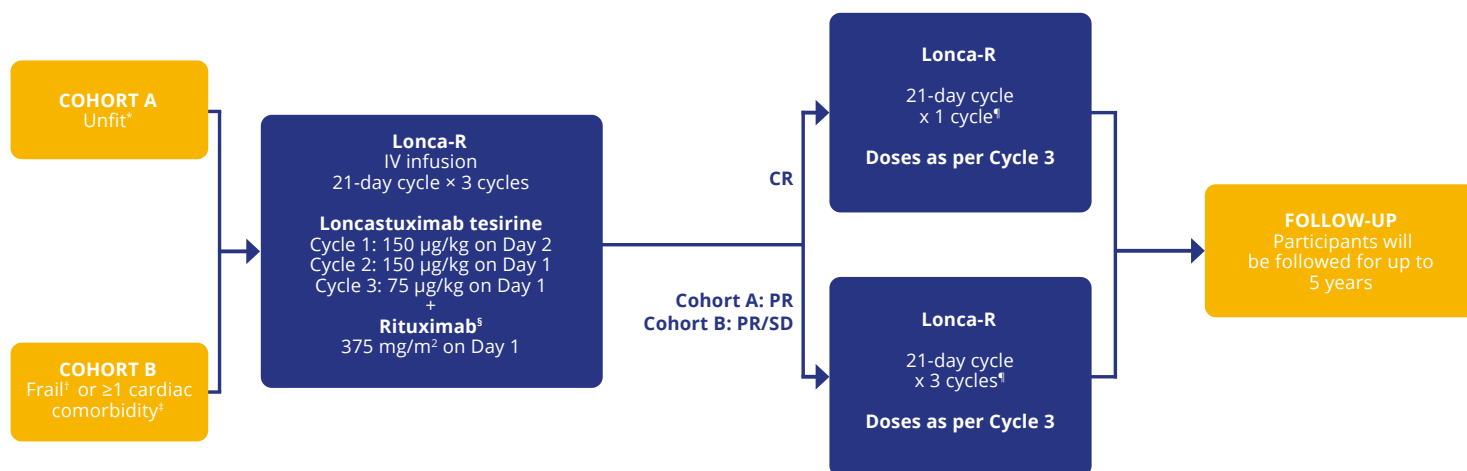 COHORT A
Unfit*
COHORT B
Frail† or ≥1 cardiac
comorbidity‡
Lonca-R
IV infusion
21-day cycle × 3 cycles
Loncastuximab tesirine
Cycle 1: 150 µg/kg on Day 2
Cycle 2: 150 µg/kg on Day 1
Cycle 3: 75 µg/kg on Day 1
+
Rituximab§
375 mg/m² on Day 1
CR
Cohort A: PR
Cohort B: PR/SD
Lonca-R
21-day cycle
x 1 cycle¶
Doses as per Cycle 3
Lonca-R
21-day cycle
x 3 cycles¶
Doses as per Cycle 3
FOLLOW-UP
Participants will
be followed for up to
5 years